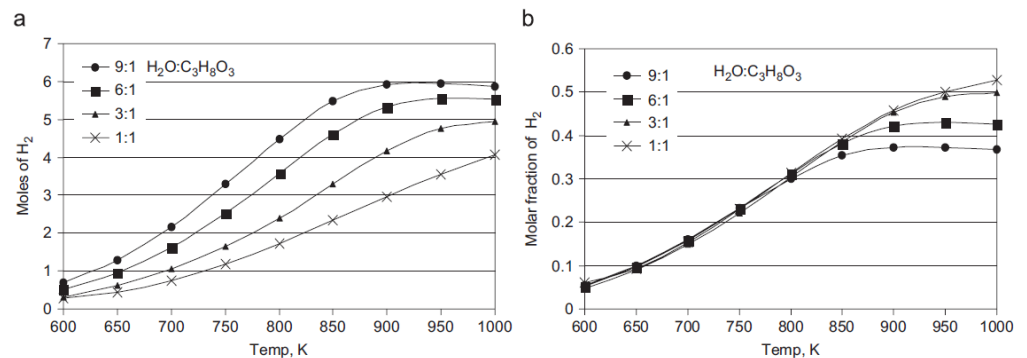 a
7
6
5
4
3
2
1
0
Moles of H₂
9:1 H₂O:C₃H₈O₃
6:1
3:1
1:1
600 650 700 750 800 850 900 950 1000
Temp, K
b
0.6
0.5
0.4
0.3
0.2
0.1
0
Molar fraction of H₂
9:1 H₂O:C₃H₈O₃
6:1
3:1
1:1
600 650 700 750 800 850 900 950 1000
Temp, K